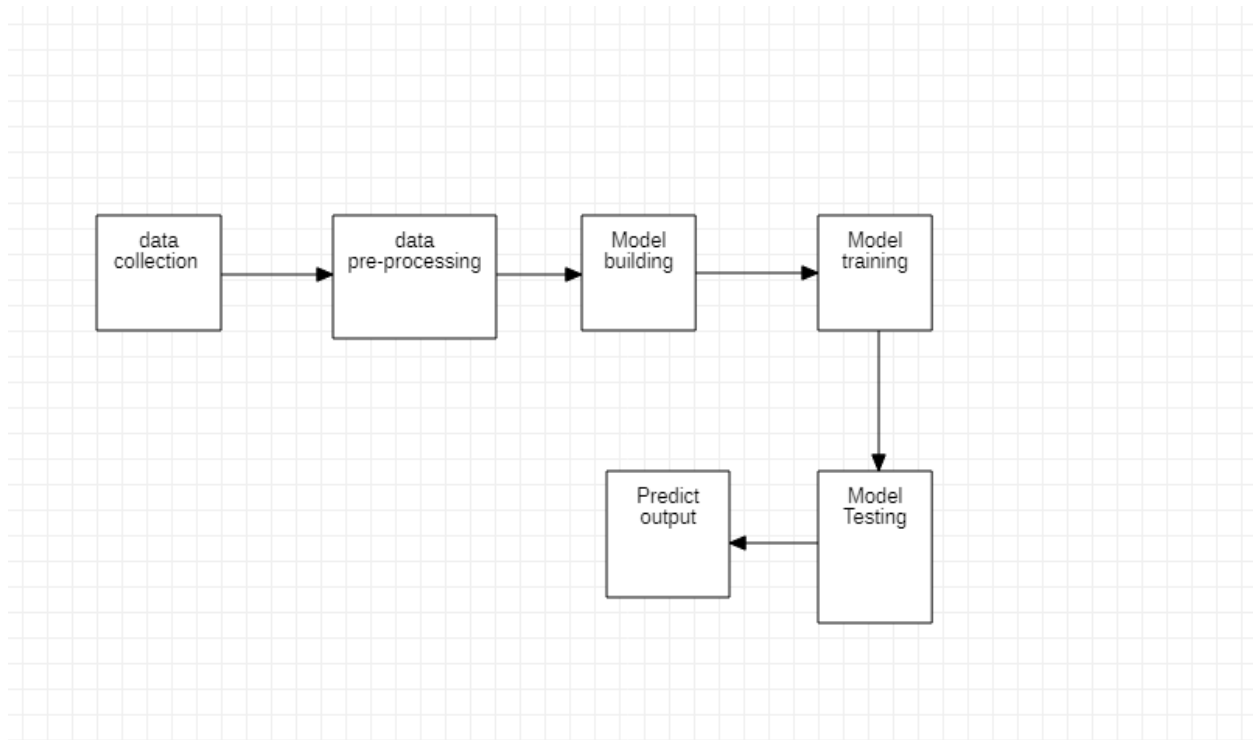 data
collection
data
pre-processing
Model
building
Model
training
Model
Testing
Predict
output